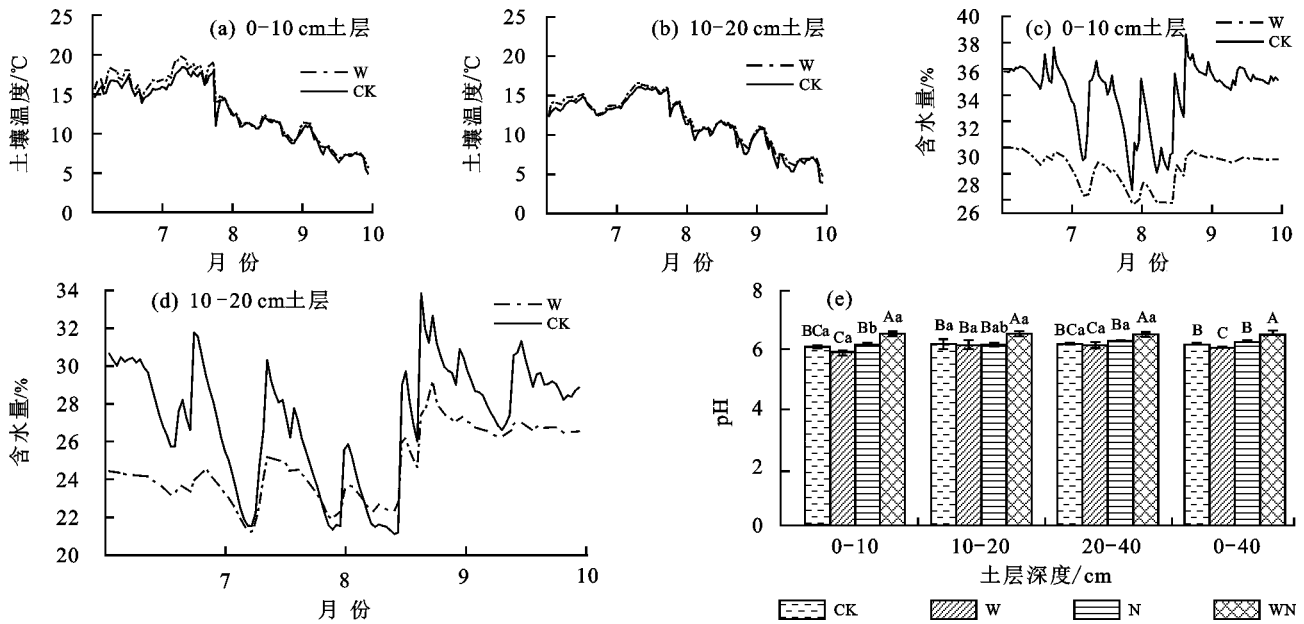 (a) 0-10 cm土层
土壤温度/℃
25
20
15
10
5
0
W
CK
7
8
9
10
月 份
(b) 10-20 cm土层
土壤温度/℃
25
20
15
10
5
0
W
CK
7
8
9
10
月 份
(c) 0-10 cm土层
含水量/%
40
38
36
34
31
30
28
26
W
CK
7
8
9
10
月 份
(d) 10-20 cm土层
含水量/%
34
32
30
28
26
24
22
20
W
CK
7
8
9
10
月 份
(e)
pH
8
6
4
2
0
BCa Ca Bb Aa
Ba Ba Bab Aa
BCa Ca Ba Aa
B C B A
0-10 10-20 20-40 0-40
土层深度/cm
CK W N WN